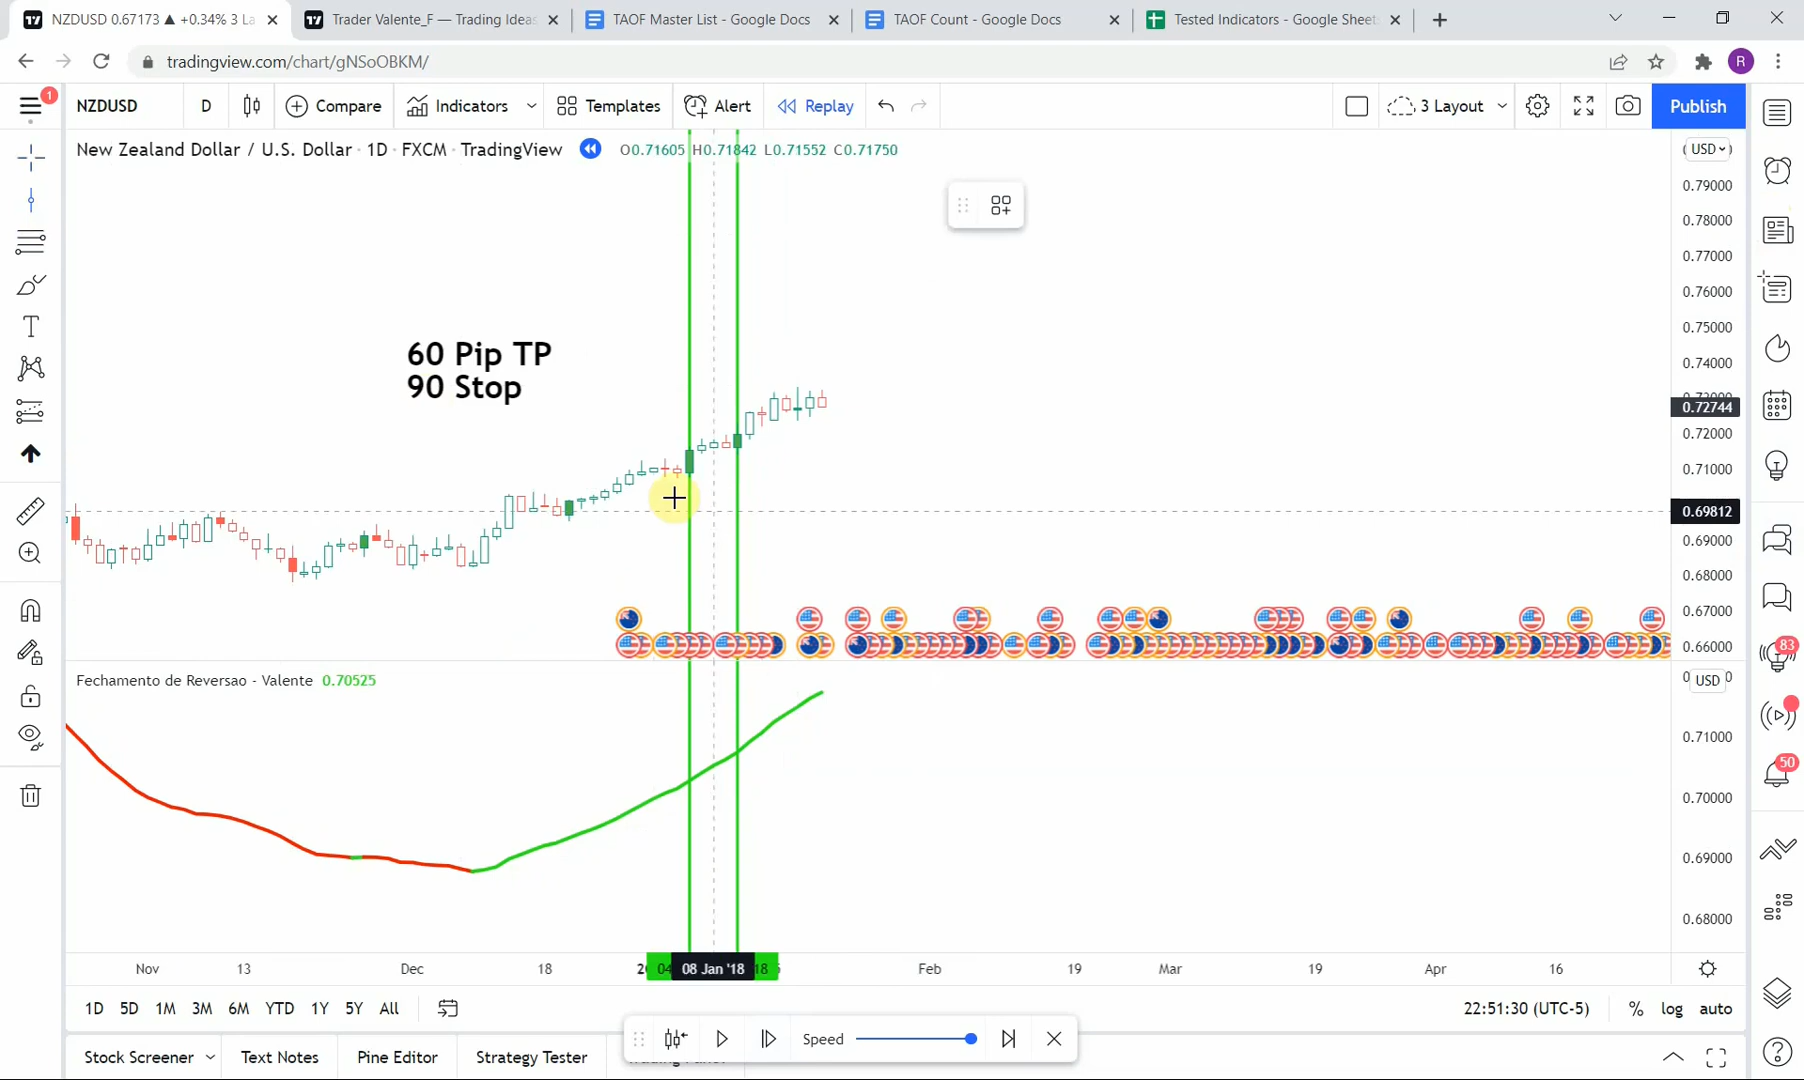 NZDUSD 0.67173 ▲ +0.34% 3 La
Trader Valente_F — Trading Ideas
TAOF Master List - Google Docs
TAOF Count - Google Docs
Tested Indicators - Google Sheets
tradingview.com/chart/gNSoOBKM/
R
1
NZDUSD
D
Compare
Indicators
Templates
Alert
Replay
3 Layout
Publish
New Zealand Dollar / U.S. Dollar · 1D · FXCM · TradingView
O0.71605 H0.71842 L0.71552 C0.71750
USD
0.79000
0.78000
0.77000
0.76000
0.75000
0.74000
0.72744
0.72000
0.71000
0.69812
0.69000
0.68000
0.67000
0.66000
60 Pip TP
90 Stop
Fechamento de Reversao - Valente 0.70525
USD
0.71000
0.70000
0.69000
0.68000
83
50
Nov
13
Dec
18
04
08 Jan '18
18
Feb
19
Mar
19
Apr
16
1D 5D 1M 3M 6M YTD 1Y 5Y All
22:51:30 (UTC-5)
% log auto
Speed
Stock Screener
Text Notes
Pine Editor
Strategy Tester